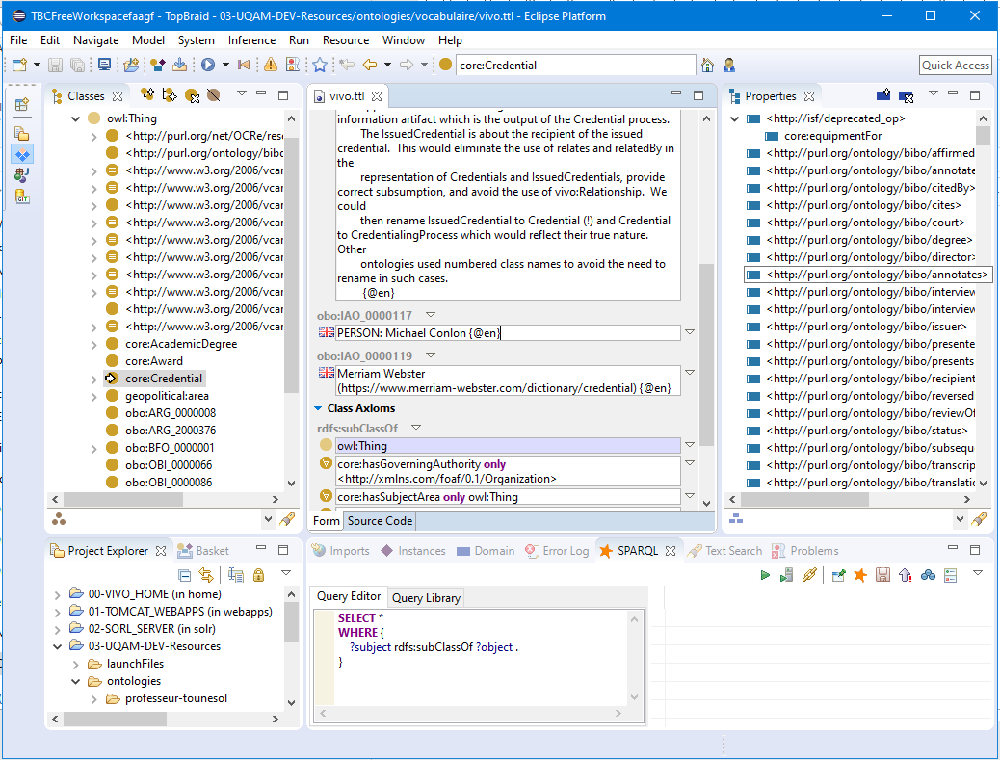 TBCFreeWorkspacefaagf - TopBraid - 03-UQAM-DEV-Resources/ontologies/vocabulaire/vivo.ttl - Eclipse Platform
File Edit Navigate Model System Inference Run Resource Window Help
core:Credential
Quick Access
Classes
owl:Thing
<http://purl.org/net/OCRe/rese
<http://purl.org/ontology/bibo
<http://www.w3.org/2006/vcar
<http://www.w3.org/2006/vcar
<http://www.w3.org/2006/vcar
<http://www.w3.org/2006/vcar
<http://www.w3.org/2006/vcar
<http://www.w3.org/2006/vcar
<http://www.w3.org/2006/vcar
<http://www.w3.org/2006/vcar
<http://www.w3.org/2006/vcar
<http://www.w3.org/2006/vcar
core:AcademicDegree
core:Award
core:Credential
geopolitical:area
obo:ARG_0000008
obo:ARG_2000376
obo:BFO_0000001
obo:OBI_0000066
obo:OBI_0000086
vivo.ttl
information artifact which is the output of the Credential process.
The IssuedCredential is about the recipient of the issued
credential. This would eliminate the use of relates and relatedBy in
the
representation of Credentials and IssuedCredentials, provide
correct subsumption, and avoid the use of vivo:Relationship. We
could
then rename IssuedCredential to Credential (!) and Credential
to CredentialingProcess which would reflect their true nature.
Other
ontologies used numbered class names to avoid the need to
rename in such cases.
{@en}
obo:IAO_0000117
PERSON: Michael Conlon {@en}
obo:IAO_0000119
Merriam Webster
(https://www.merriam-webster.com/dictionary/credential) {@en}
Class Axioms
rdfs:subClassOf
owl:Thing
core:hasGoverningAuthority only
<http://xmlns.com/foaf/0.1/Organization>
core:hasSubjectArea only owl:Thing
Form Source Code
Properties
<http://isf/deprecated_op>
core:equipmentFor
<http://purl.org/ontology/bibo/affirmed
<http://purl.org/ontology/bibo/annotate
<http://purl.org/ontology/bibo/citedBy>
<http://purl.org/ontology/bibo/cites>
<http://purl.org/ontology/bibo/court>
<http://purl.org/ontology/bibo/degree>
<http://purl.org/ontology/bibo/director>
<http://purl.org/ontology/bibo/annotates>
<http://purl.org/ontology/bibo/interview
<http://purl.org/ontology/bibo/interview
<http://purl.org/ontology/bibo/issuer>
<http://purl.org/ontology/bibo/presente
<http://purl.org/ontology/bibo/presents
<http://purl.org/ontology/bibo/recipient
<http://purl.org/ontology/bibo/reversed
<http://purl.org/ontology/bibo/reviewOf
<http://purl.org/ontology/bibo/status>
<http://purl.org/ontology/bibo/subsequ
<http://purl.org/ontology/bibo/transcrip
<http://purl.org/ontology/bibo/translatio
Project Explorer Basket
00-VIVO_HOME (in home)
01-TOMCAT_WEBAPPS (in webapps)
02-SORL_SERVER (in solr)
03-UQAM-DEV-Resources
launchFiles
ontologies
professeur-tounesol
Imports Instances Domain Error Log SPARQL Text Search Problems
Query Editor Query Library
SELECT *
WHERE {
?subject rdfs:subClassOf ?object .
}